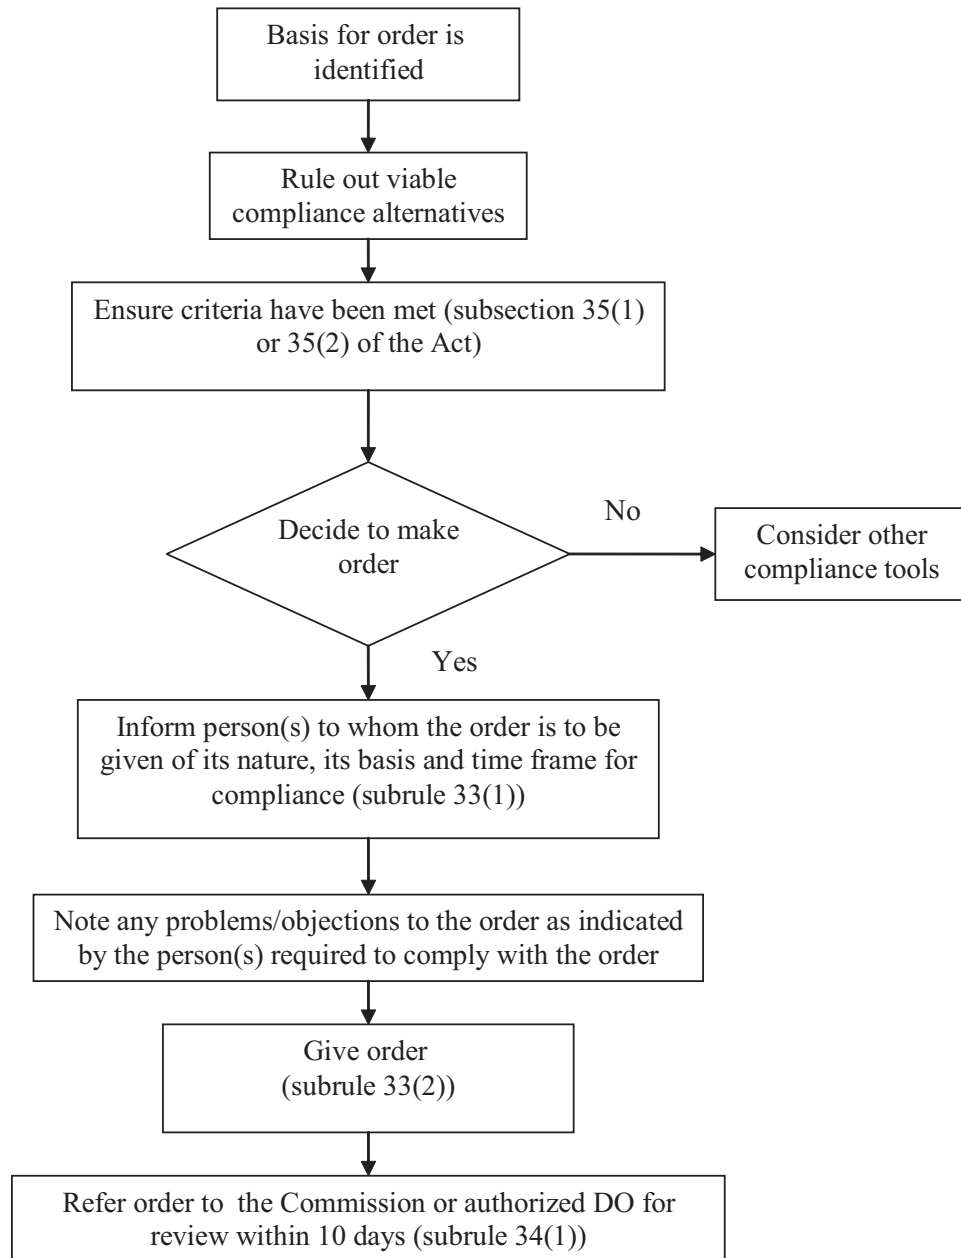 Basis for order is
identified
Rule out viable
compliance alternatives
Ensure criteria have been met (subsection 35(1)
or 35(2) of the Act)
Decide to make
order
No
Consider other
compliance tools
Yes
Inform person(s) to whom the order is to be
given of its nature, its basis and time frame for
compliance (subrule 33(1))
Note any problems/objections to the order as indicated
by the person(s) required to comply with the order
Give order
(subrule 33(2))
Refer order to the Commission or authorized DO for
review within 10 days (subrule 34(1))